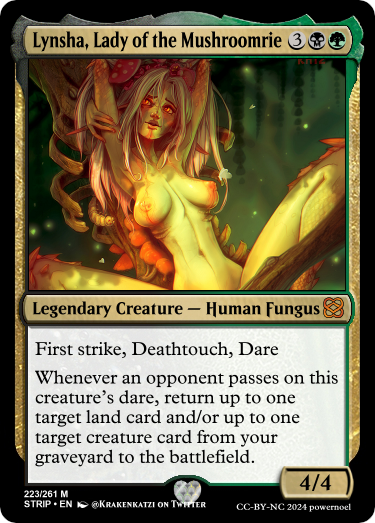 Lynsha, Lady of the Mushroomrie 3
Legendary Creature — Human Fungus
First strike, Deathtouch, Dare
Whenever an opponent passes on this
creature's dare, return up to one
target land card and/or up to one
target creature card from your
graveyard to the battlefield.
4/4
223/261 M
STRIP • EN @Krakenkatzi on Twitter
CC-BY-NC 2024 powernoel